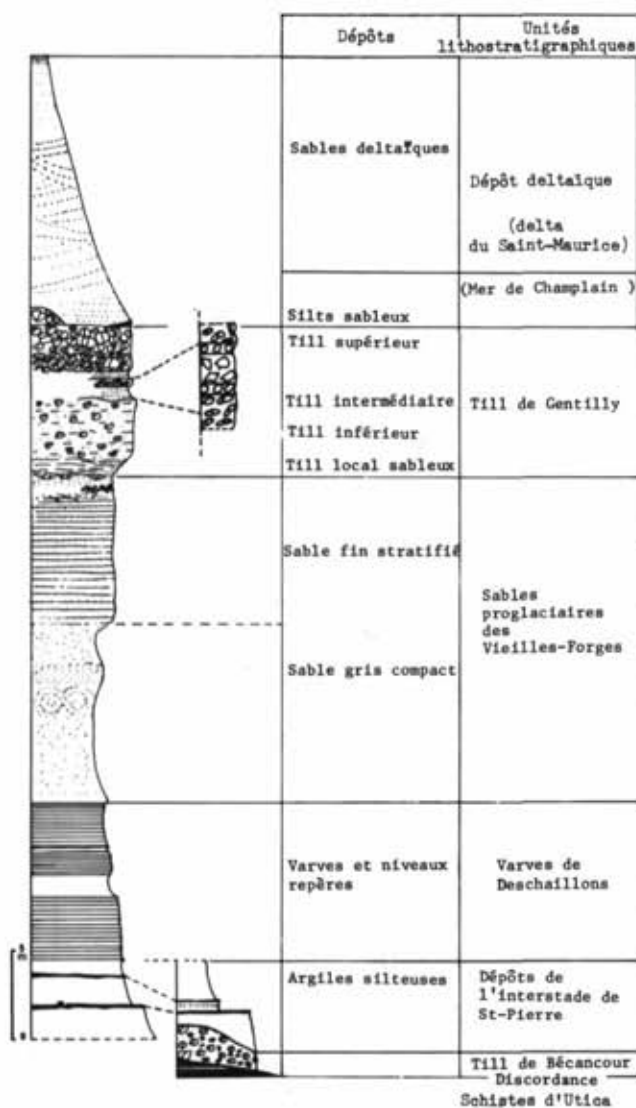 Dépôts
Unités
lithostratigraphiques
Sables deltaïques
Dépôt deltaïque
(delta
du Saint-Maurice)
(Mer de Champlain )
Silts sableux
Till supérieur
Till intermédiaire
Till de Gentilly
Till inférieur
Till local sableux
Sable fin stratifié
Sables
proglaciaires
des
Vieilles-Forges
Sable gris compact
Varves et niveaux
repères
Varves de
Deschaillons
Argiles silteuses
Dépôts de
l'interstade de
St-Pierre
Till de Bécancour
Discordance
Schistes d'Utica